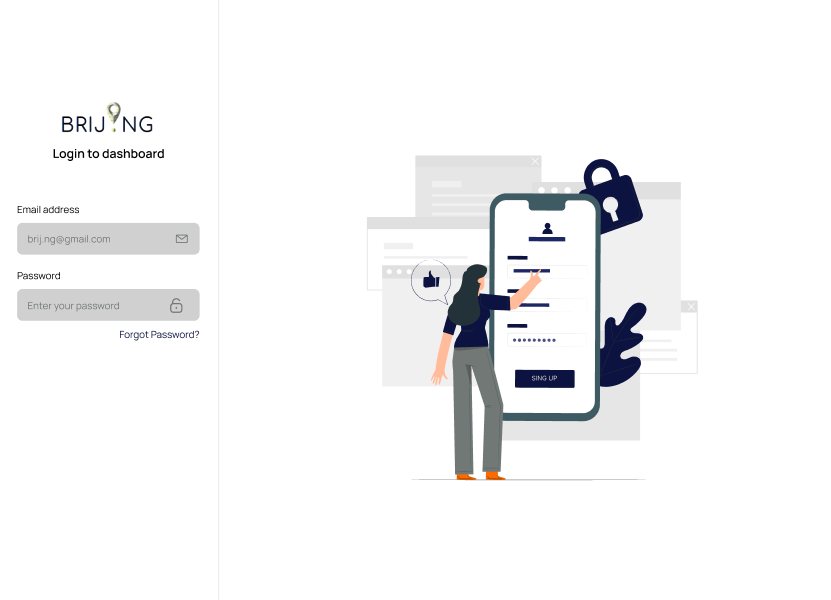 BRIJ NG
Login to dashboard
Email address
brij.ng@gmail.com
Password
Enter your password
Forgot Password?
SING UP